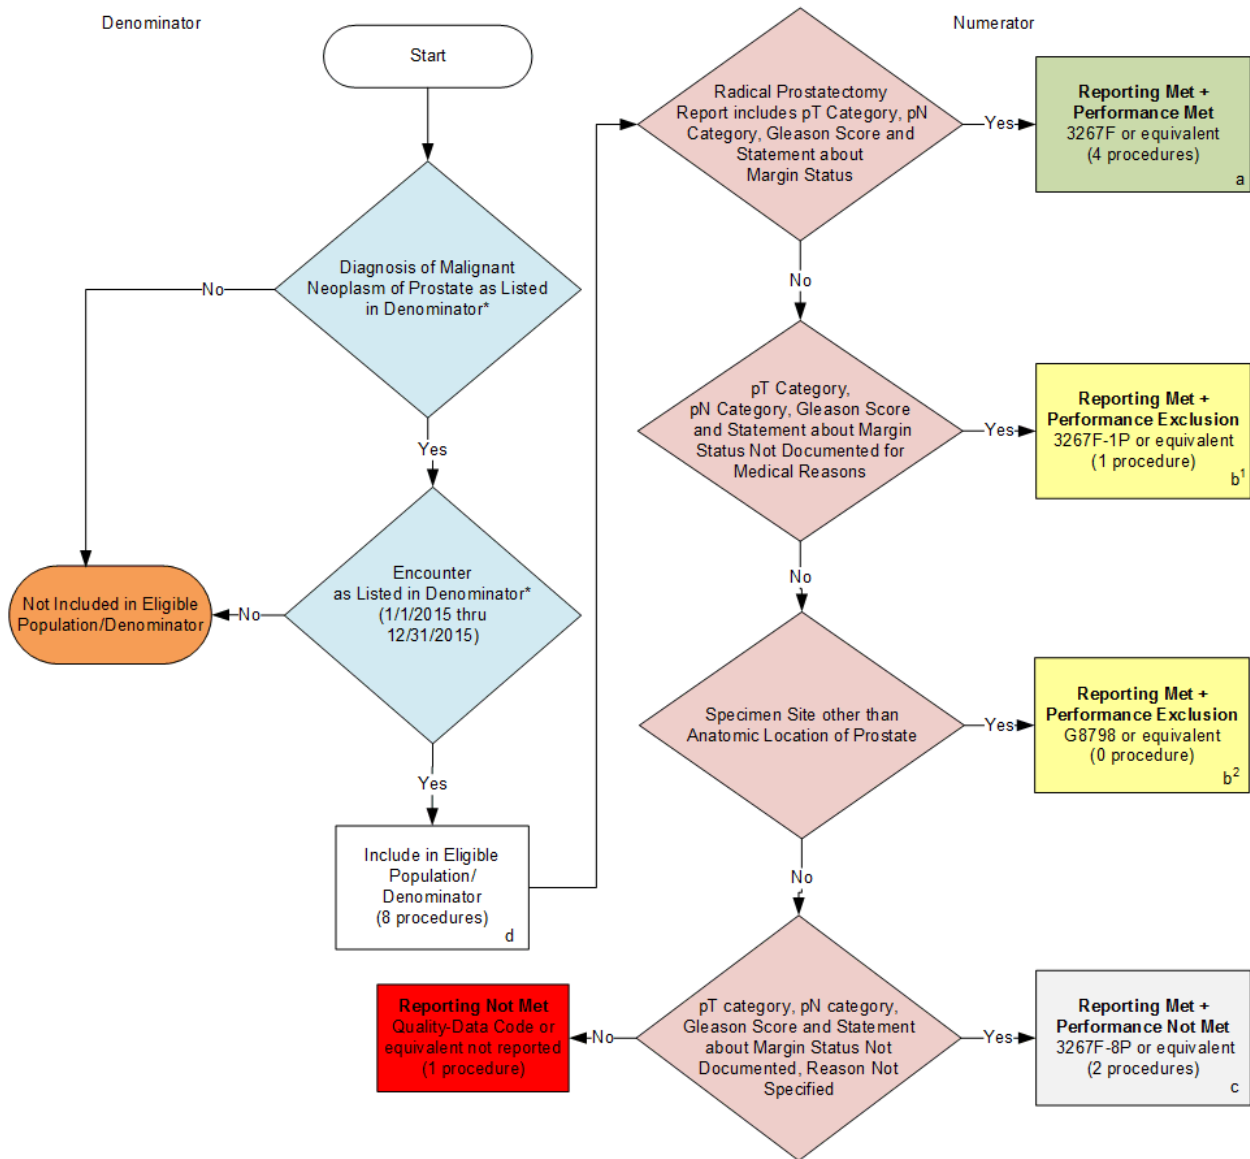 Denominator
Numerator
Start
Diagnosis of Malignant
Neoplasm of Prostate as Listed
in Denominator*
No
Yes
Encounter
as Listed in Denominator*
(1/1/2015 thru
12/31/2015)
No
Not Included in Eligible
Population/Denominator
Yes
Include in Eligible
Population/
Denominator
(8 procedures)
d
Radical Prostatectomy
Report includes pT Category, pN
Category, Gleason Score and
Statement about
Margin Status
Yes
Reporting Met +
Performance Met
3267F or equivalent
(4 procedures)
a
No
pT Category,
pN Category, Gleason Score
and Statement about Margin
Status Not Documented for
Medical Reasons
Yes
Reporting Met +
Performance Exclusion
3267F-1P or equivalent
(1 procedure)
b¹
No
Specimen Site other than
Anatomic Location of Prostate
Yes
Reporting Met +
Performance Exclusion
G8798 or equivalent
(0 procedure)
b²
No
pT category, pN category,
Gleason Score and Statement
about Margin Status Not
Documented, Reason Not
Specified
Yes
Reporting Met +
Performance Not Met
3267F-8P or equivalent
(2 procedures)
c
No
Reporting Not Met
Quality-Data Code or
equivalent not reported
(1 procedure)